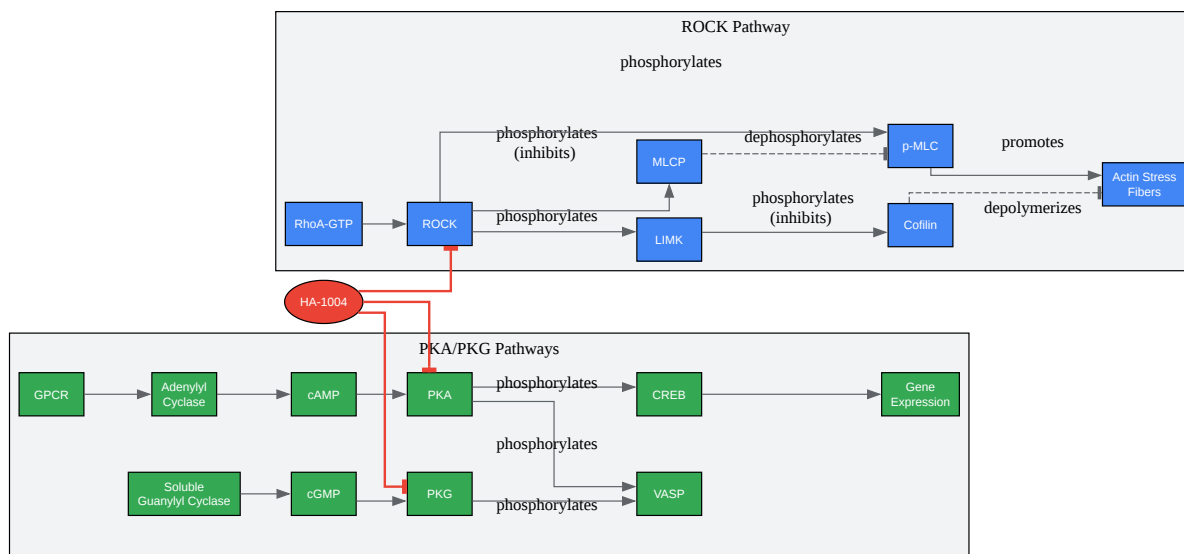 ROCK Pathway
phosphorylates
phosphorylates
(inhibits)
MLCP
dephosphorylates
p-MLC
promotes
Actin Stress
Fibers
RhoA-GTP
ROCK
phosphorylates
LIMK
phosphorylates
(inhibits)
Cofilin
depolymerizes
HA-1004
PKA/PKG Pathways
GPCR
Adenylyl
Cyclase
cAMP
PKA
phosphorylates
CREB
Gene
Expression
phosphorylates
Soluble
Guanylyl Cyclase
cGMP
PKG
phosphorylates
VASP